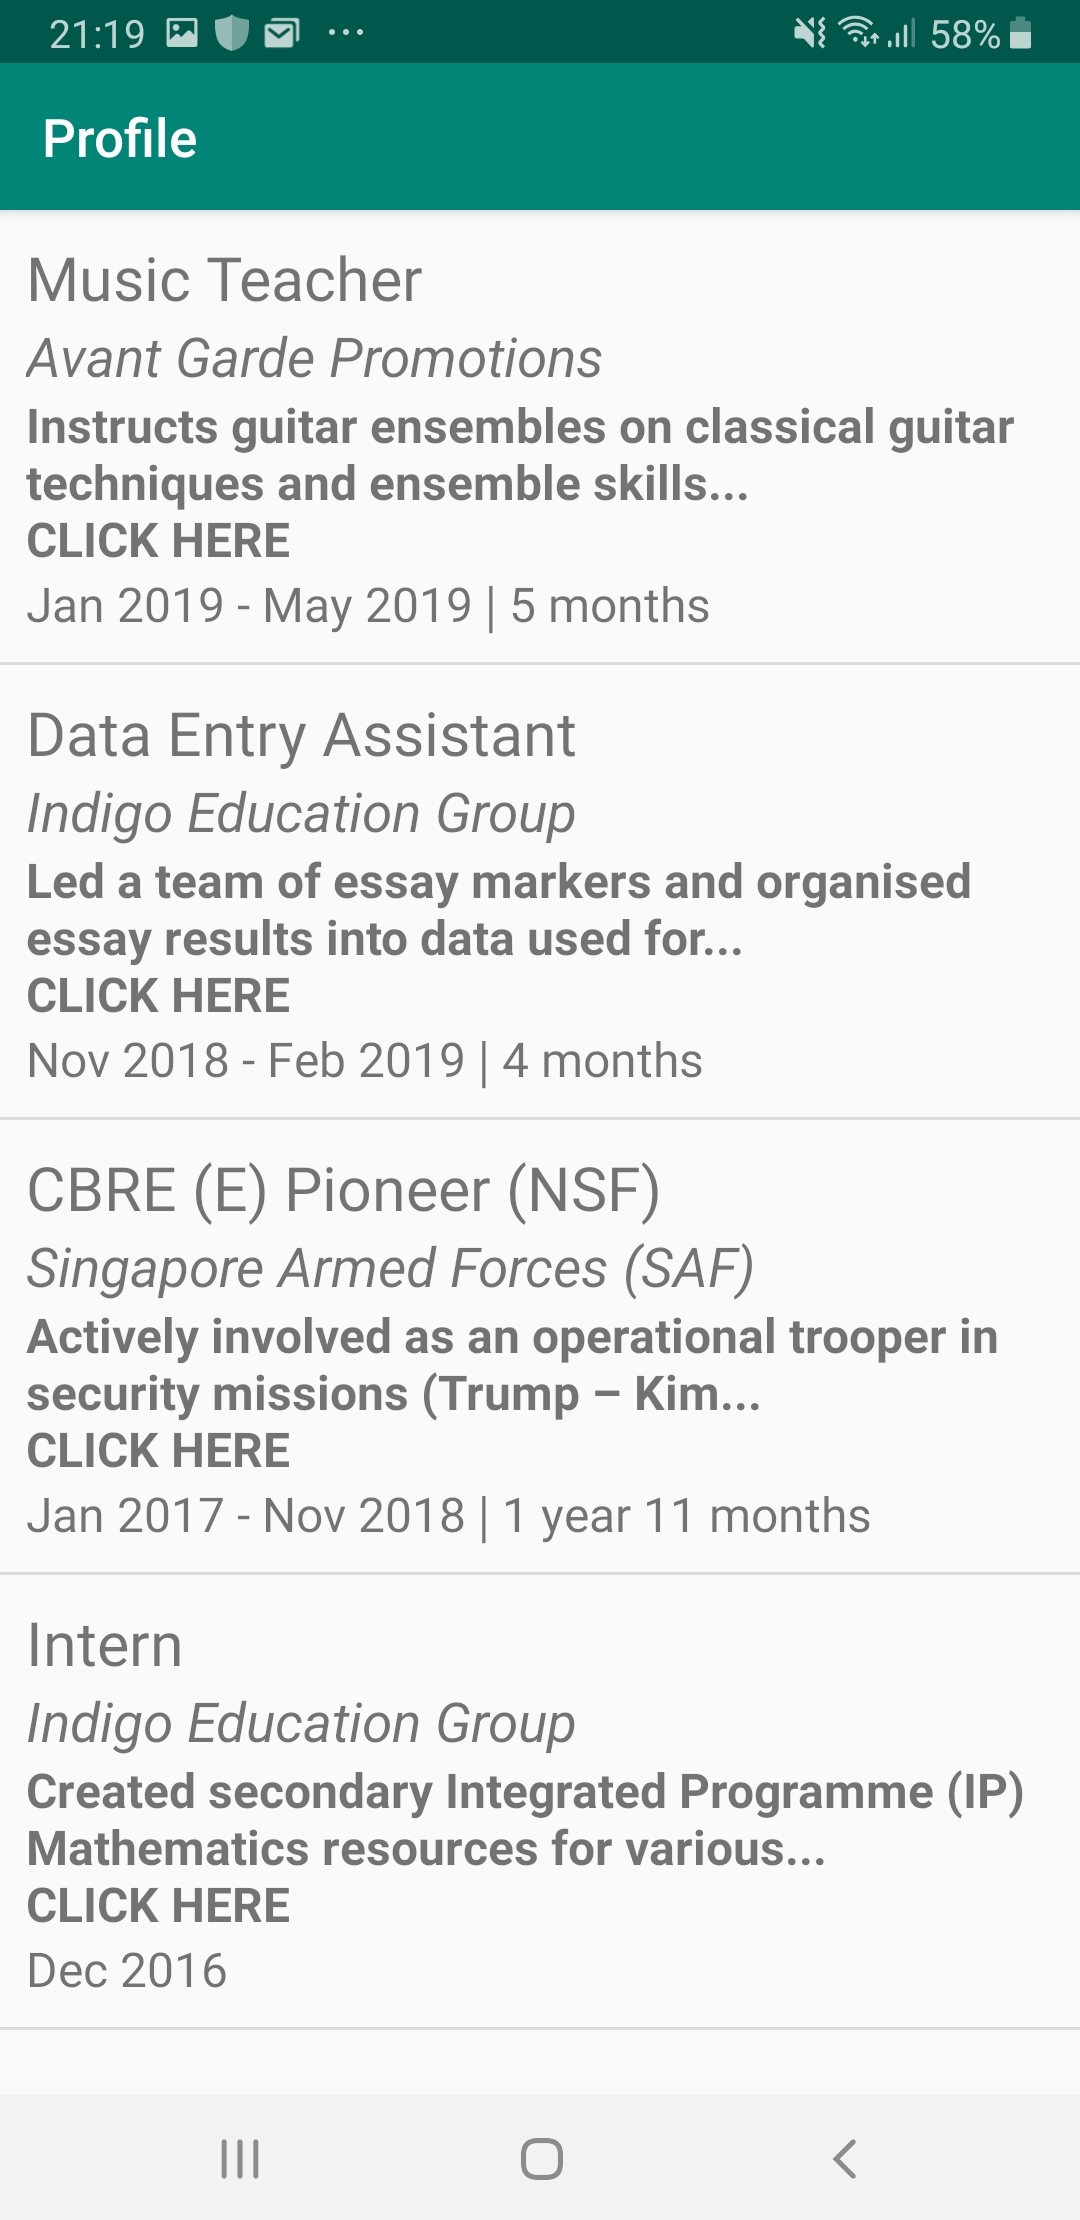 21:19
58%
Profile
Music Teacher
Avant Garde Promotions
Instructs guitar ensembles on classical guitar
techniques and ensemble skills...
CLICK HERE
Jan 2019 - May 2019 | 5 months
Data Entry Assistant
Indigo Education Group
Led a team of essay markers and organised
essay results into data used for...
CLICK HERE
Nov 2018 - Feb 2019 | 4 months
CBRE (E) Pioneer (NSF)
Singapore Armed Forces (SAF)
Actively involved as an operational trooper in
security missions (Trump – Kim...
CLICK HERE
Jan 2017 - Nov 2018 | 1 year 11 months
Intern
Indigo Education Group
Created secondary Integrated Programme (IP)
Mathematics resources for various...
CLICK HERE
Dec 2016